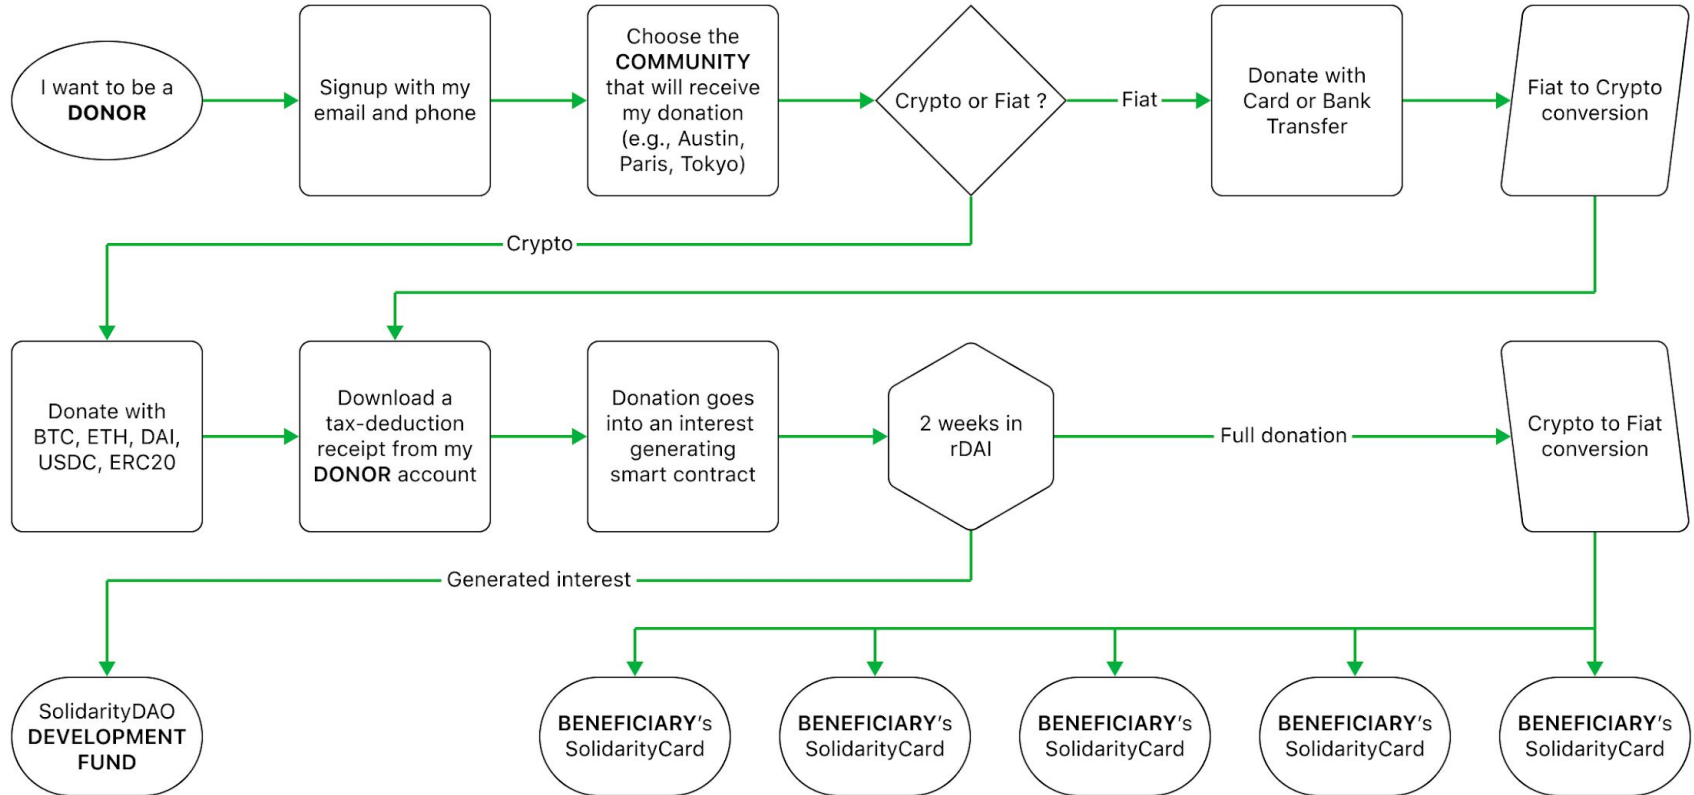 I want to be a
DONOR
Signup with my
email and phone
Choose the
COMMUNITY
that will receive
my donation
(e.g., Austin,
Paris, Tokyo)
Crypto or Fiat ?
Fiat
Donate with
Card or Bank
Transfer
Fiat to Crypto
conversion
Crypto
Donate with
BTC, ETH, DAI,
USDC, ERC20
Download a
tax-deduction
receipt from my
DONOR account
Donation goes
into an interest
generating
smart contract
2 weeks in
rDAI
Full donation
Crypto to Fiat
conversion
Generated interest
SolidarityDAO
DEVELOPMENT
FUND
BENEFICIARY's
SolidarityCard
BENEFICIARY's
SolidarityCard
BENEFICIARY's
SolidarityCard
BENEFICIARY's
SolidarityCard
BENEFICIARY's
SolidarityCard